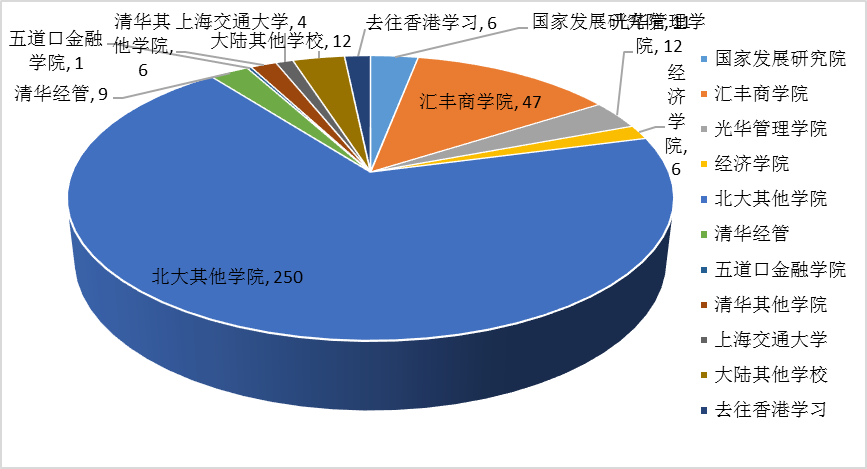 五道口金融
学院, 1
清华其
他学院,
6
上海交通大学, 4
大陆其他学校, 12
去往香港学习, 6
国家发展研究院, 11
光华管理学
院, 12
清华经管, 9
汇丰商学院, 47
经
济
学
院,
6
北大其他学院, 250
国家发展研究院
汇丰商学院
光华管理学院
经济学院
北大其他学院
清华经管
五道口金融学院
清华其他学院
上海交通大学
大陆其他学校
去往香港学习